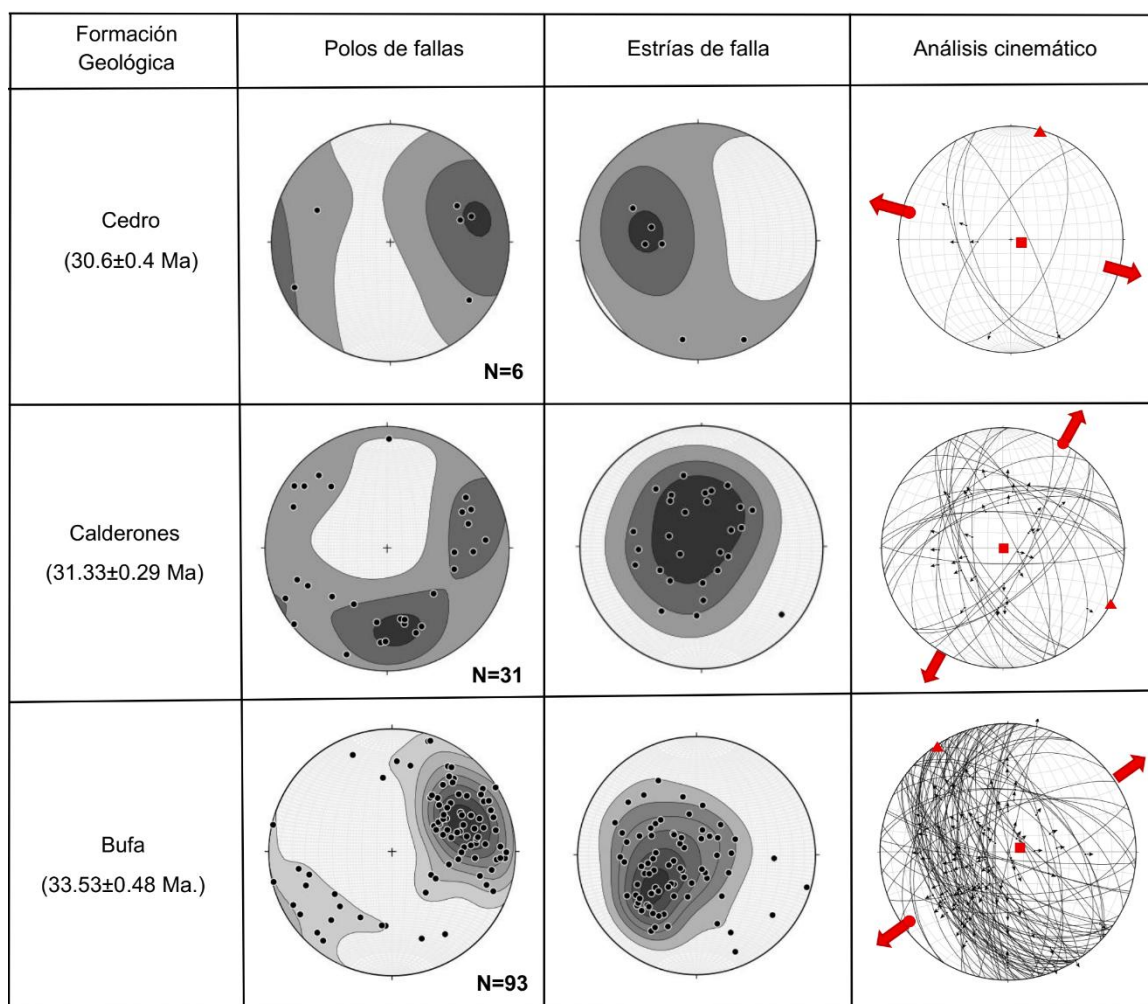 Formación
Geológica
Polos de fallas
Estrías de falla
Análisis cinemático
Cedro
(30.6±0.4 Ma)
N=6
Calderones
(31.33±0.29 Ma)
N=31
Bufa
(33.53±0.48 Ma.)
N=93